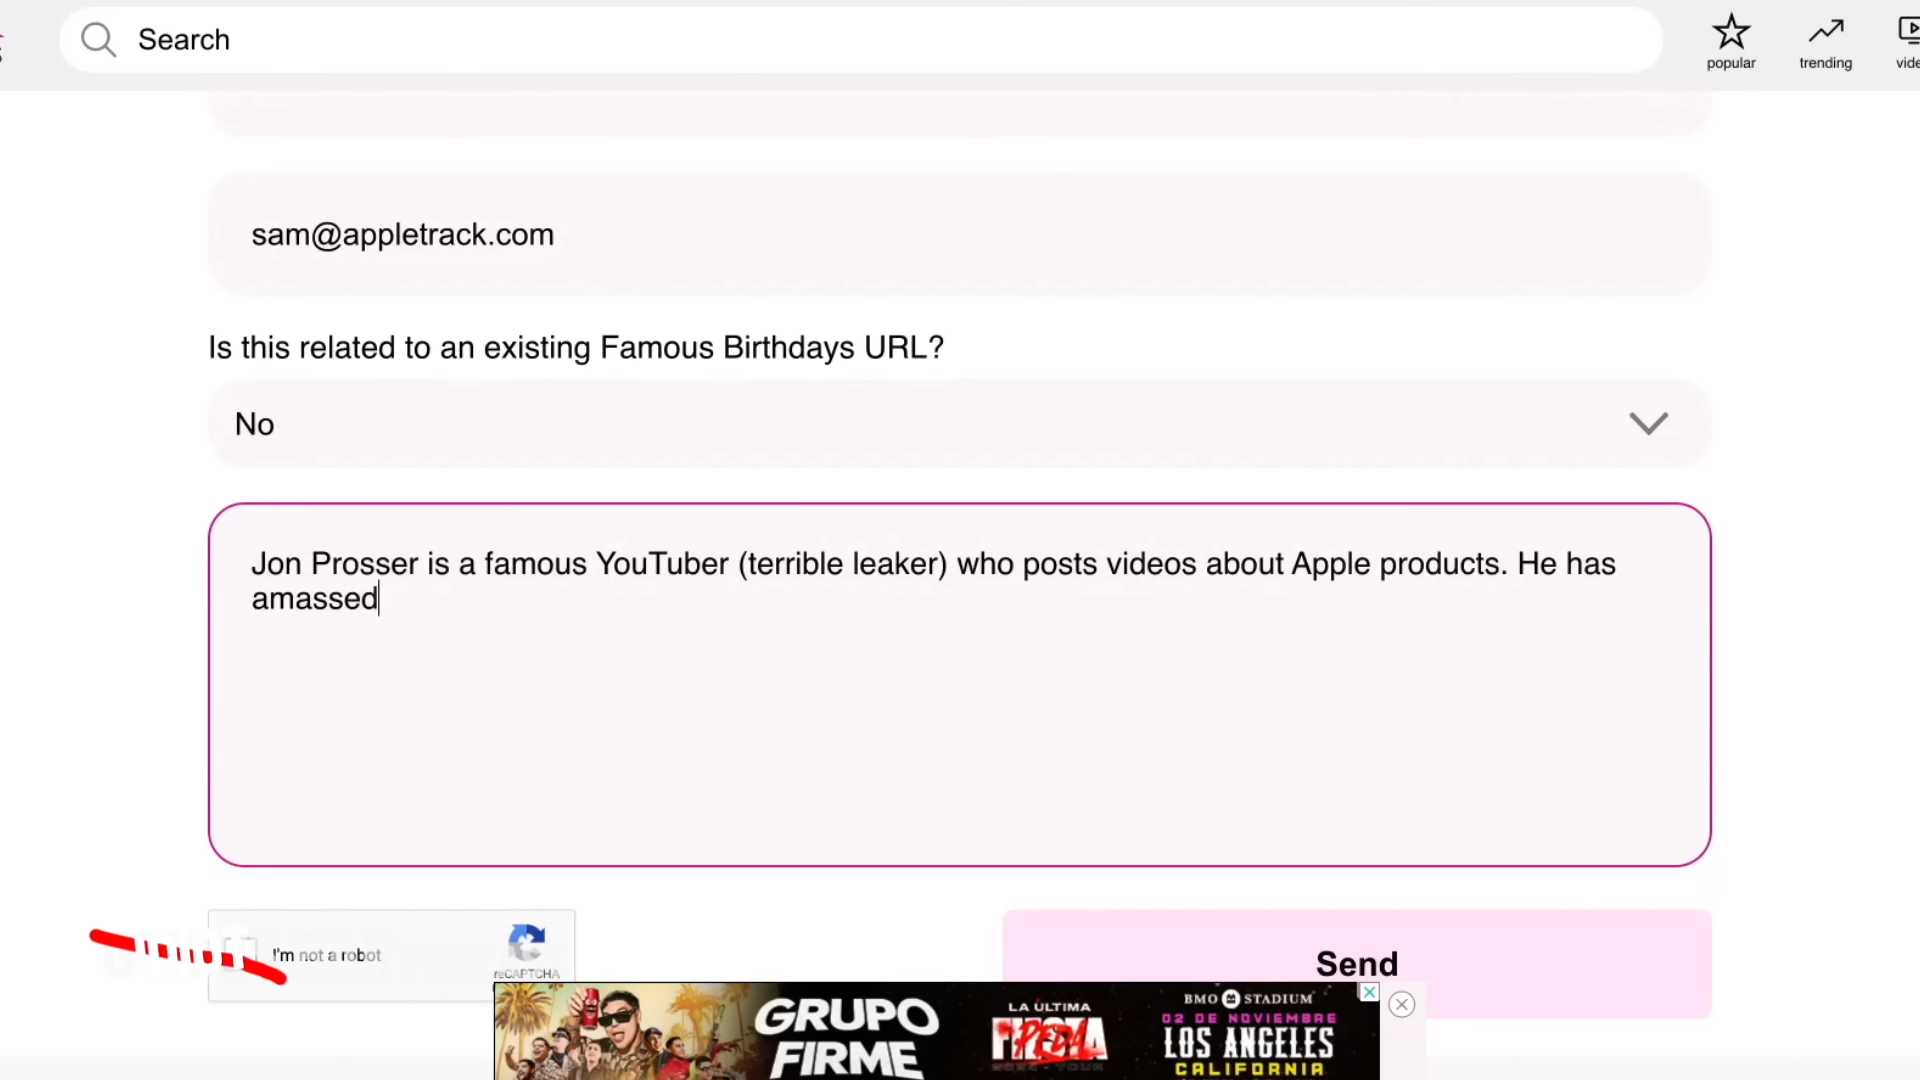 Search
popular
trending
sam@appletrack.com
Is this related to an existing Famous Birthdays URL?
No
Jon Prosser is a famous YouTuber (terrible leaker) who posts videos about Apple products. He has
amassed
I'm not a robot
reCAPTCHA
Send
GRUPO
FIRME
LA ÚLTIMA
PEDA
BMO STADIUM
02 DE NOVIEMBRE
LOS ANGELES
CALIFORNIA